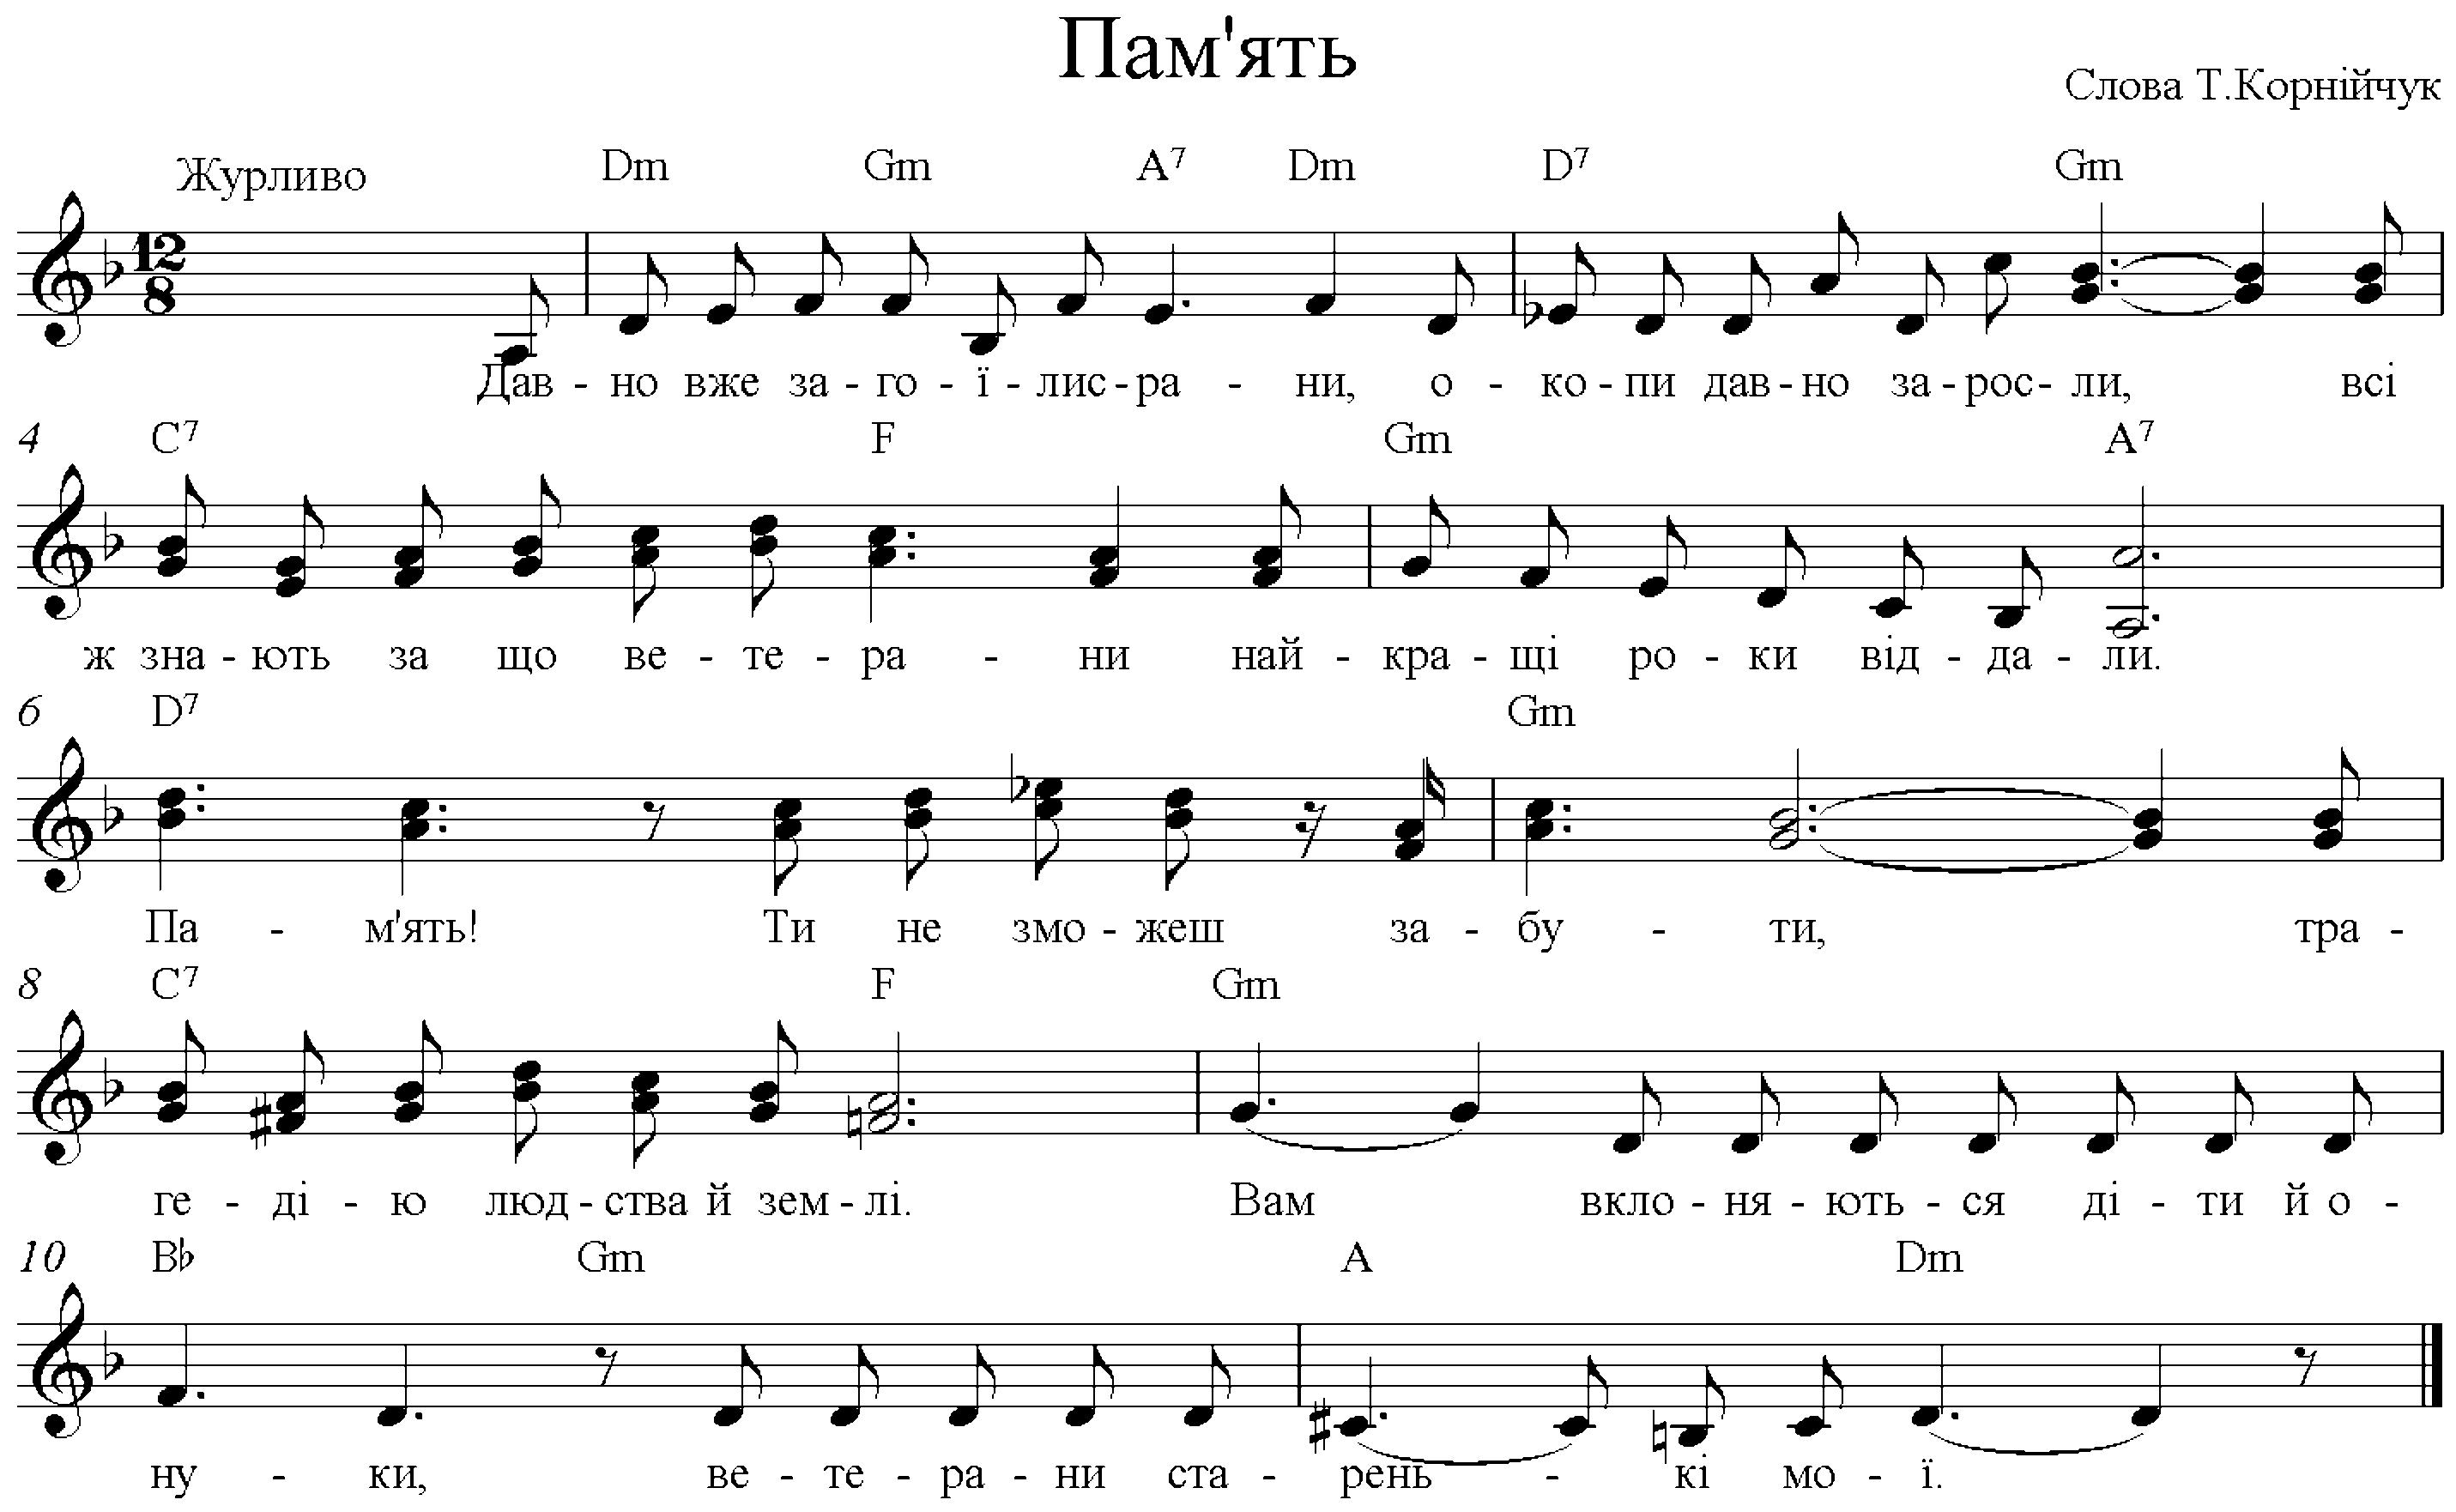 Пам'ять
Слова Т.Корнійчук
Журливо Dm Gm A7 Dm D7 Gm
12
8
Дав - но вже за - го - ї - лис - ра - ни, о - ко - пи дав - но за - рос - ли, всі
4 C7 F Gm A7
ж зна - ють за що ве - те - ра - ни най - кра - щі ро - ки від - да - ли.
6 D7 Gm
Па - м'ять! Ти не змо - жеш за - бу - ти, тра -
8 C7 F Gm
ге - ді - ю люд - ства й зем - лі. Вам вкло - ня - ють - ся ді - ти й о -
10 B♭ Gm A Dm
ну - ки, ве - те - ра - ни ста - рень - кі мо - ї.